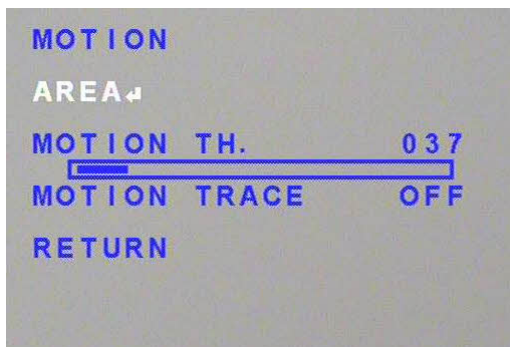 MOTION
AREA↵
MOTION TH. 037
MOTION TRACE OFF
RETURN